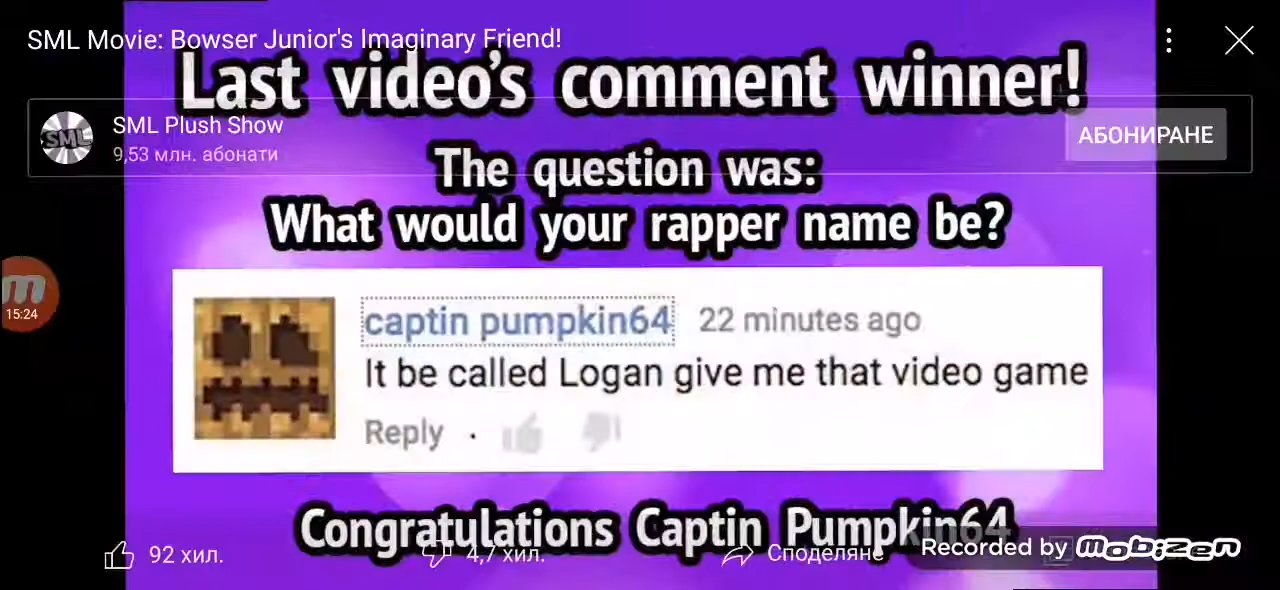 SML Movie: Bowser Junior's Imaginary Friend!
Last video's comment winner!
SML
SML Plush Show
9,53 млн. абонати
АБОНИРАНЕ
The question was:
What would your rapper name be?
15:24
captin pumpkin64 22 minutes ago
It be called Logan give me that video game
Reply ·
Congratulations Captin Pumpkin64
92 хил.
4,7 хил.
Споделяне
Recorded by mobizen